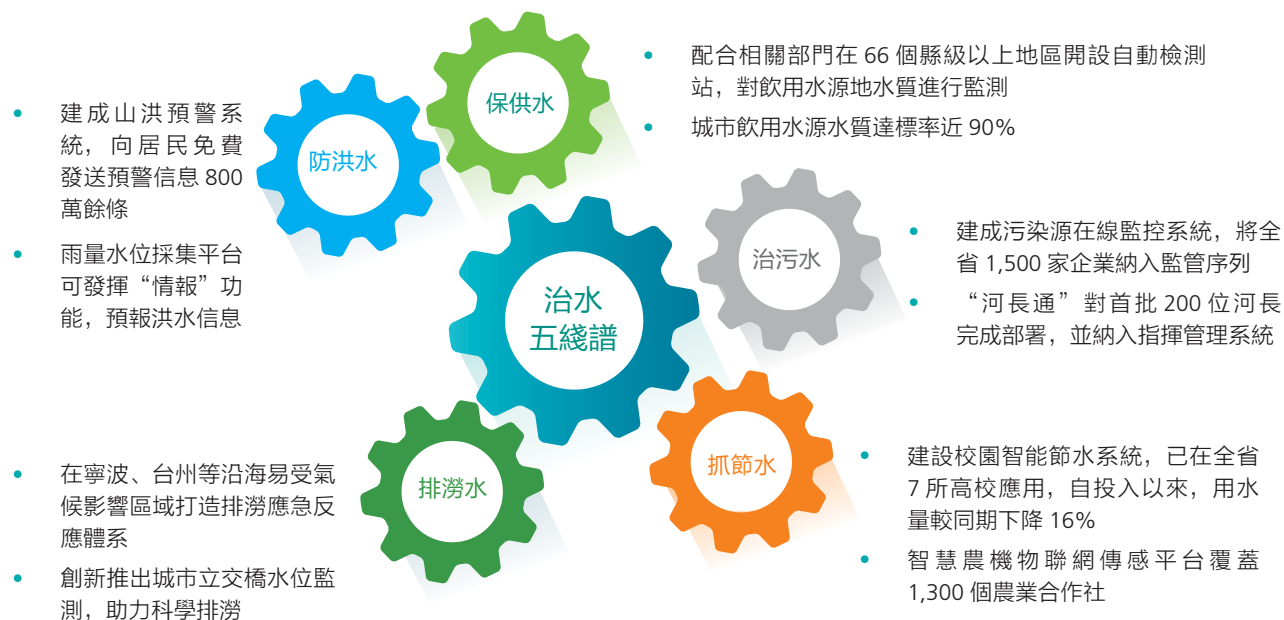 保供水
配合相關部門在 66 個縣級以上地區開設自動檢測
站，對飲用水源地水質進行監測
城市飲用水源水質達標率近 90%
防洪水
建成山洪預警系
統，向居民免費
發送預警信息 800
萬餘條
雨量水位採集平台
可發揮“情報”功
能，預報洪水信息
治水
五綫譜
治污水
建成污染源在線監控系統，將全
省 1,500 家企業納入監管序列
“河長通”對首批 200 位河長
完成部署，並納入指揮管理系統
排澇水
在寧波、台州等沿海易受氣
候影響區域打造排澇應急反
應體系
創新推出城市立交橋水位監
測，助力科學排澇
抓節水
建設校園智能節水系統，已在全省
7 所高校應用，自投入以來，用水
量較同期下降 16%
智慧農機物聯網傳感平台覆蓋
1,300 個農業合作社